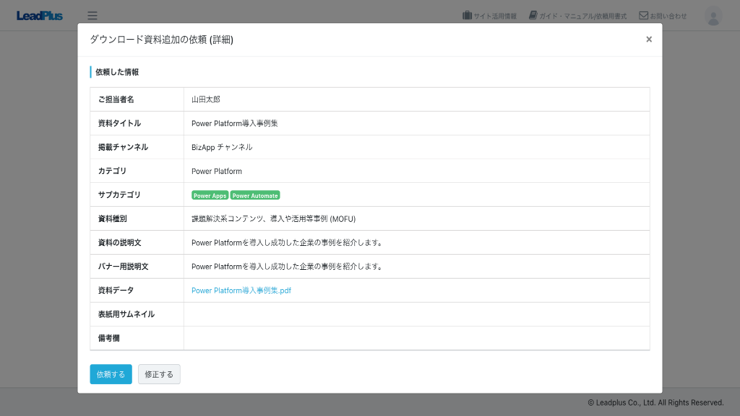 LeadPlus
サイト活用情報
ガイド・マニュアル/依頼用書式
お問い合わせ
ダウンロード資料追加の依頼 (詳細)
×
依頼した情報
ご担当者名 山田太郎
資料タイトル Power Platform導入事例集
掲載チャンネル BizApp チャンネル
カテゴリ Power Platform
サブカテゴリ Power Apps Power Automate
資料種別 課題解決系コンテンツ、導入や活用等事例 (MOFU)
資料の説明文 Power Platformを導入し成功した企業の事例を紹介します。
バナー用説明文 Power Platformを導入し成功した企業の事例を紹介します。
資料データ Power Platform導入事例集.pdf
表紙用サムネイル
備考欄
依頼する 修正する
© Leadplus Co., Ltd. All Rights Reserved.